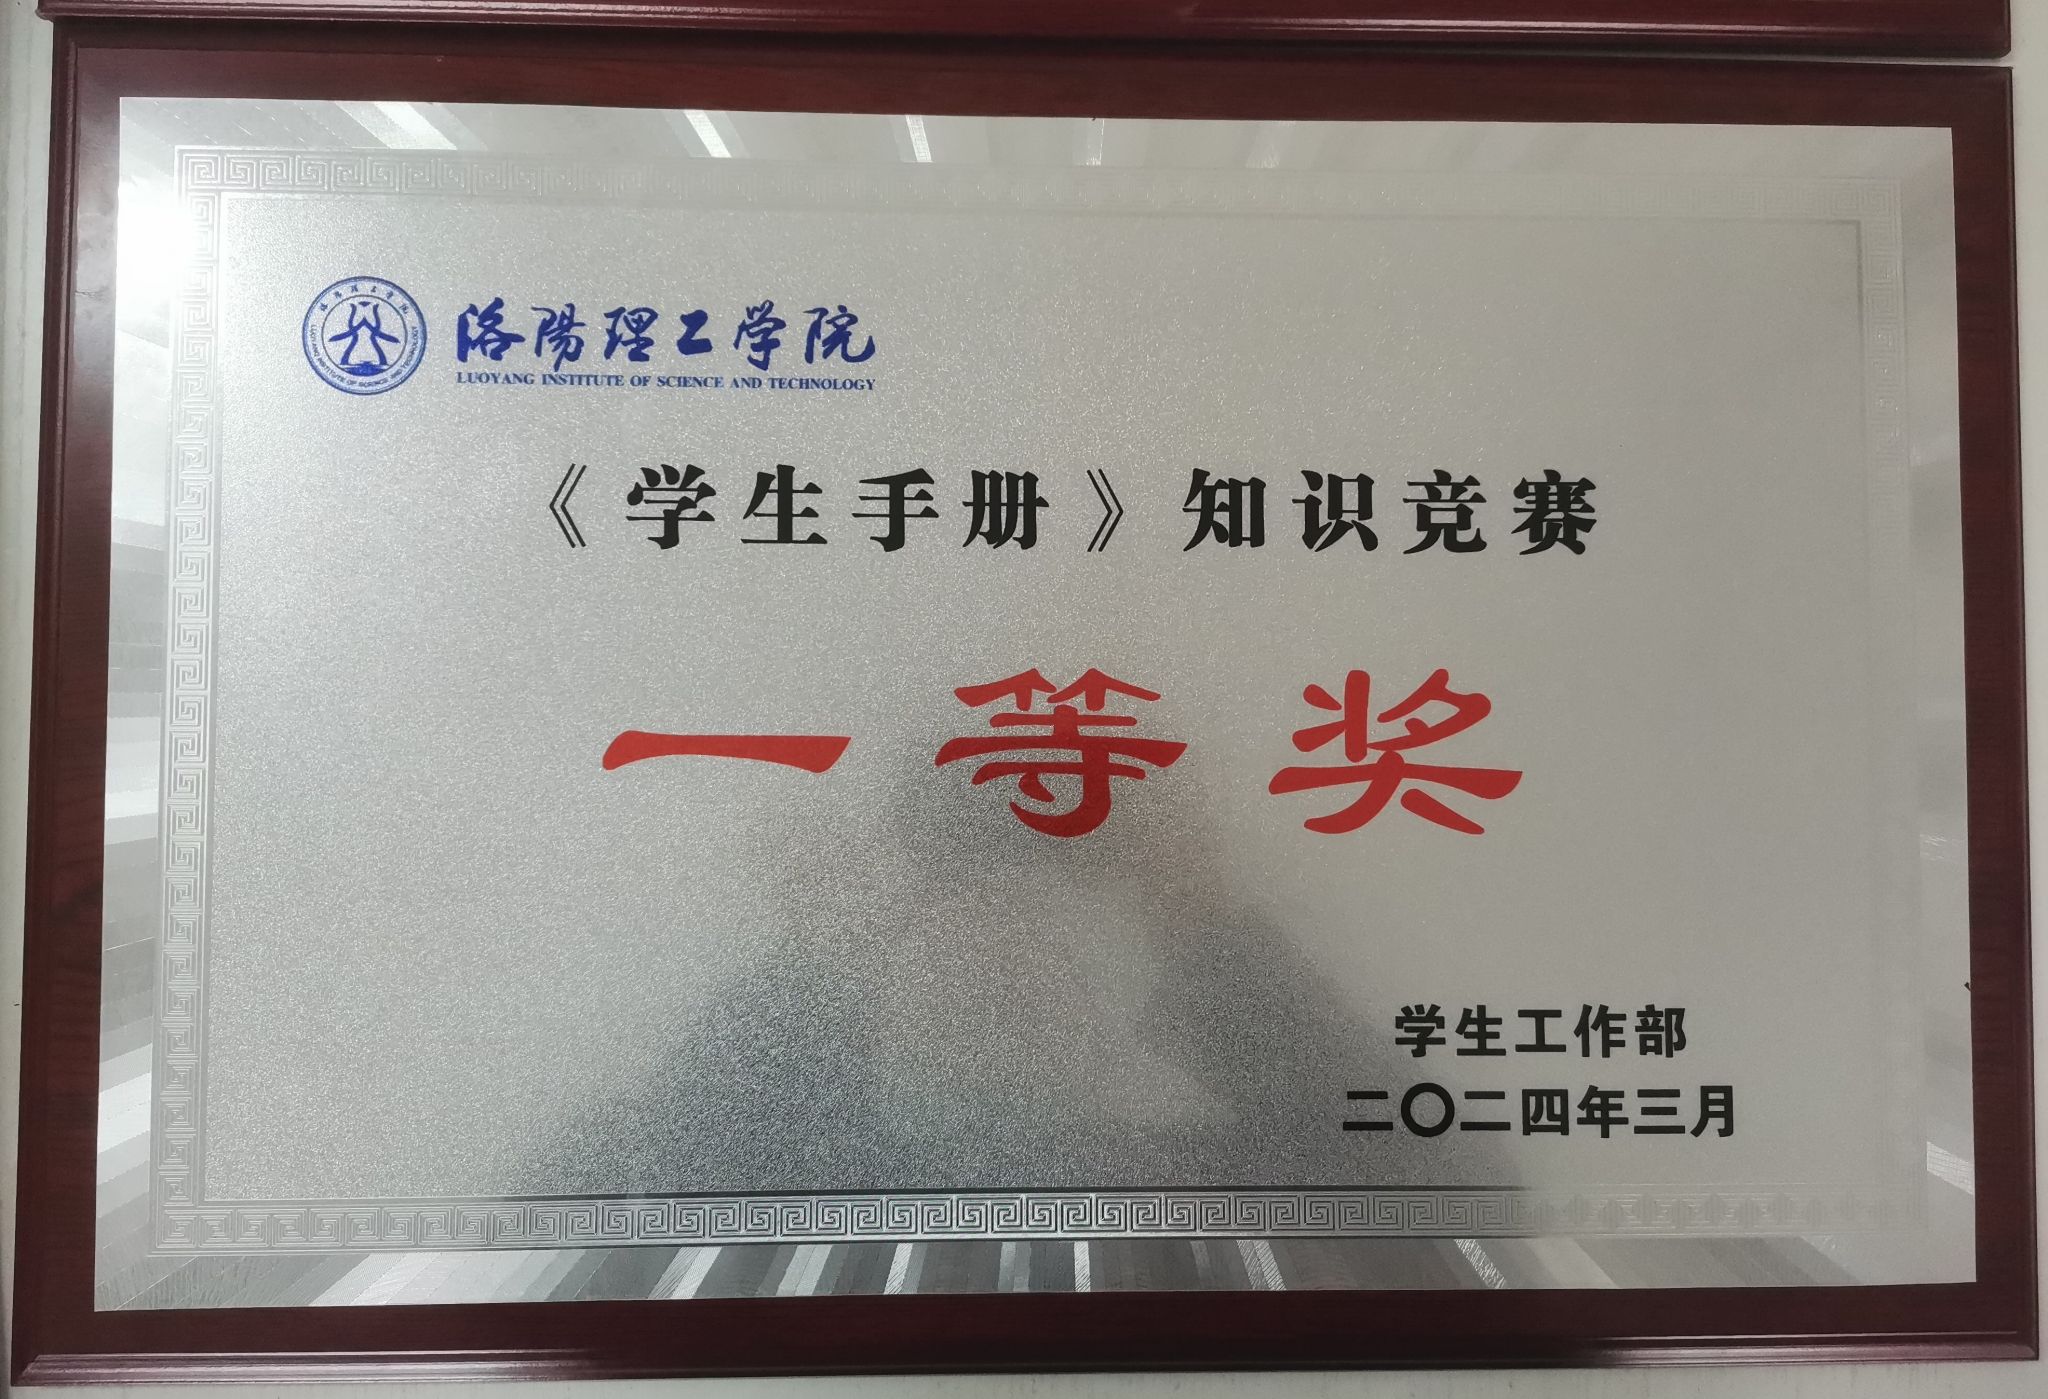 洛陽理工学院
LUOYANG INSTITUTE OF SCIENCE AND TECHNOLOGY
《学生手册》知识竞赛
一等奖
学生工作部
二〇二四年三月